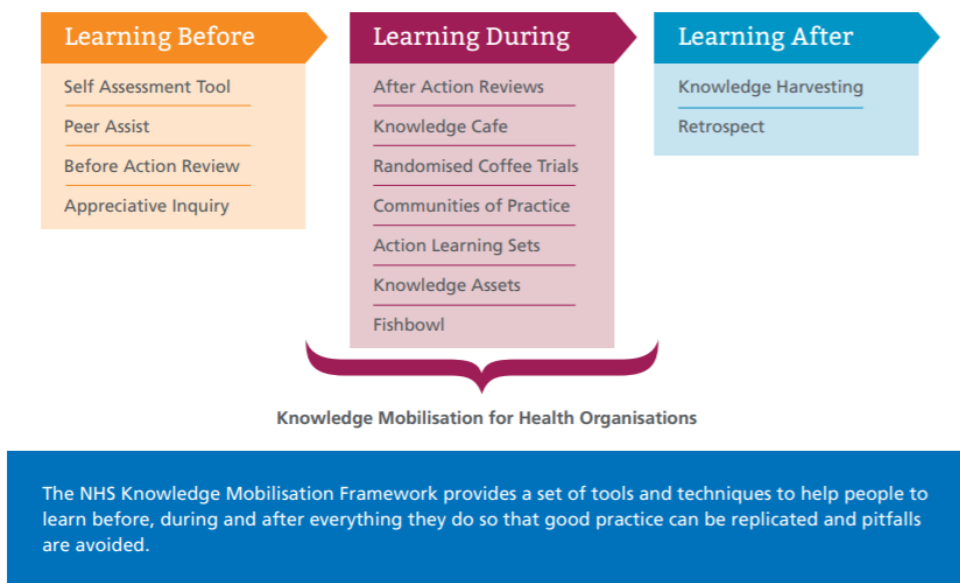 Learning Before
Self Assessment Tool
Peer Assist
Before Action Review
Appreciative Inquiry
Learning During
After Action Reviews
Knowledge Cafe
Randomised Coffee Trials
Communities of Practice
Action Learning Sets
Knowledge Assets
Fishbowl
Learning After
Knowledge Harvesting
Retrospect
Knowledge Mobilisation for Health Organisations
The NHS Knowledge Mobilisation Framework provides a set of tools and techniques to help people to
learn before, during and after everything they do so that good practice can be replicated and pitfalls
are avoided.